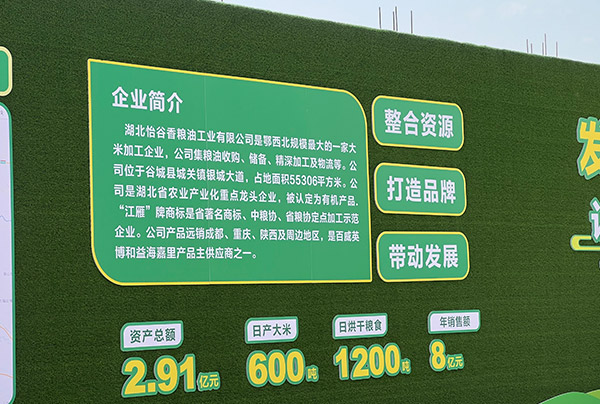 企业简介
湖北怡谷香粮油工业有限公司是鄂西北规模最大的一家大
米加工企业，公司集粮油收购、储备、精深加工及物流等。公
司位于谷城县城关镇银城大道，占地面积55306平方米。公
司是湖北省农业产业化重点龙头企业，被认定为有机产品.
“江雁”牌商标是省著名商标、中粮协、省粮协定点加工示范
企业。公司产品远销成都、重庆、陕西及周边地区，是百威英
博和益海嘉里产品主供应商之一。
整合资源
打造品牌
带动发展
资产总额
2.91亿元
日产大米
600吨
日烘干粮食
1200吨
年销售额
8亿元
发